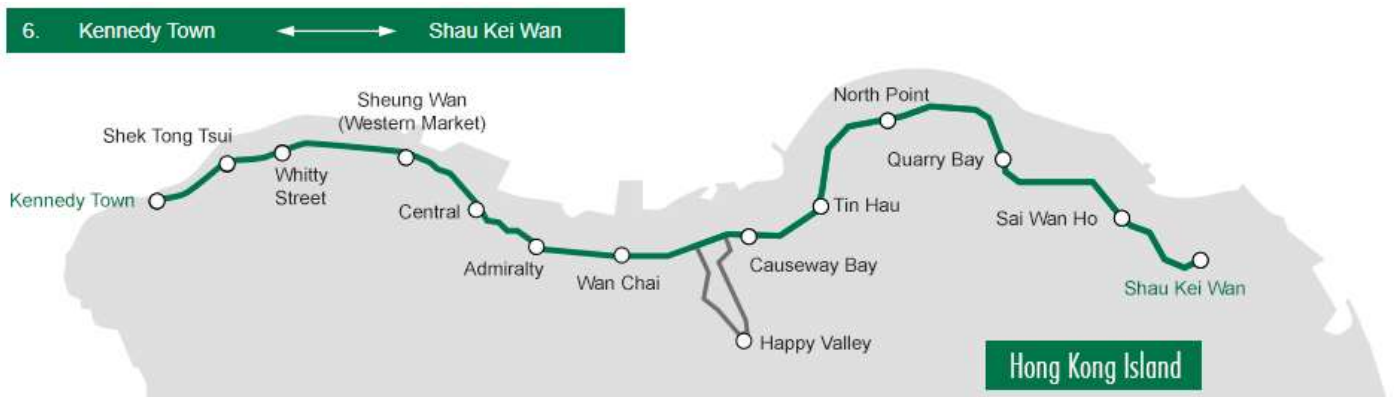 6. Kennedy Town Shau Kei Wan
Sheung Wan
(Western Market)
North Point
Shek Tong Tsui
Quarry Bay
Whitty
Street
Kennedy Town
Central
Tin Hau
Sai Wan Ho
Admiralty
Wan Chai
Causeway Bay
Shau Kei Wan
Happy Valley
Hong Kong Island